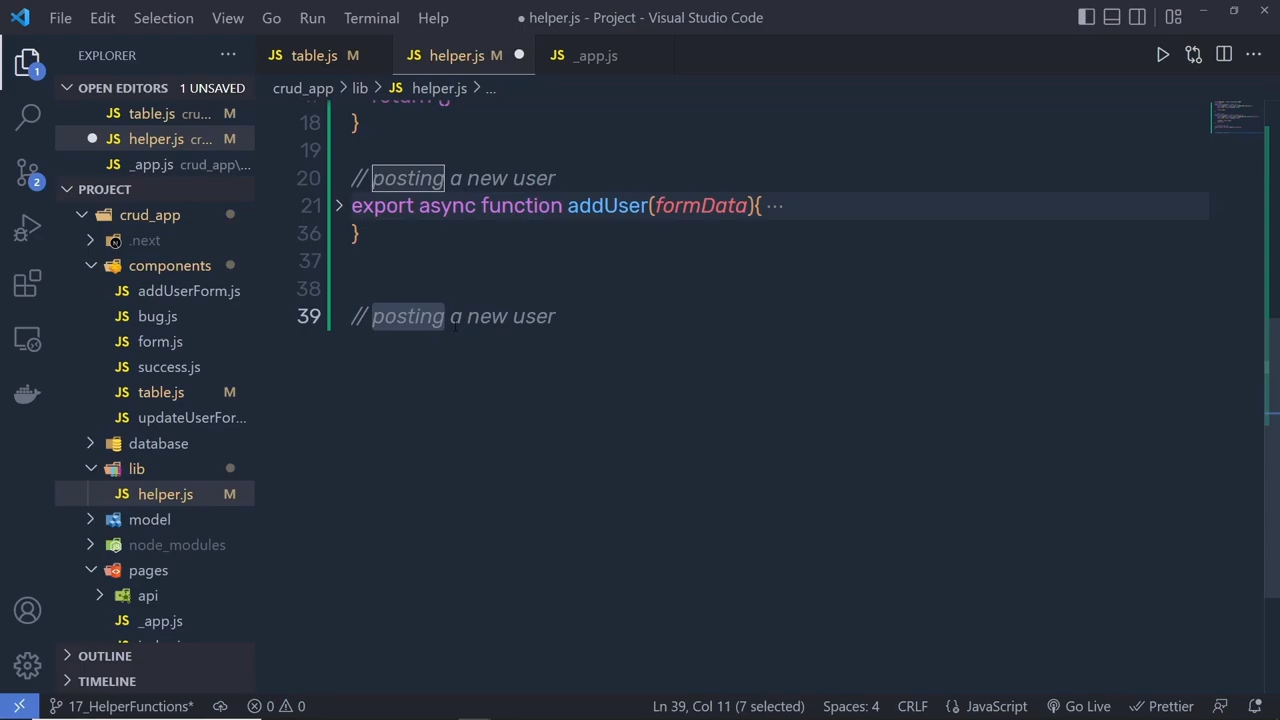 File Edit Selection View Go Run Terminal Help
● helper.js - Project - Visual Studio Code
EXPLORER ···
JS table.js M
JS helper.js M ●
JS _app.js
OPEN EDITORS 1 UNSAVED
JS table.js cru... M
● JS helper.js cr... M
JS _app.js crud_app\...
PROJECT
crud_app
.next
components
JS addUserForm.js
JS bug.js
JS form.js
JS success.js
JS table.js M
JS updateUserFor...
database
lib
JS helper.js M
model
node_modules
pages
api
JS _app.js
OUTLINE
TIMELINE
1
2
crud_app > lib > JS helper.js > ...
18 }
19
20 // posting a new user
21 export async function addUser(formData){ ···
36 }
37
38
39 // posting a new user
17_HelperFunctions*
0 0
Ln 39, Col 11 (7 selected) Spaces: 4 CRLF JavaScript Go Live Prettier